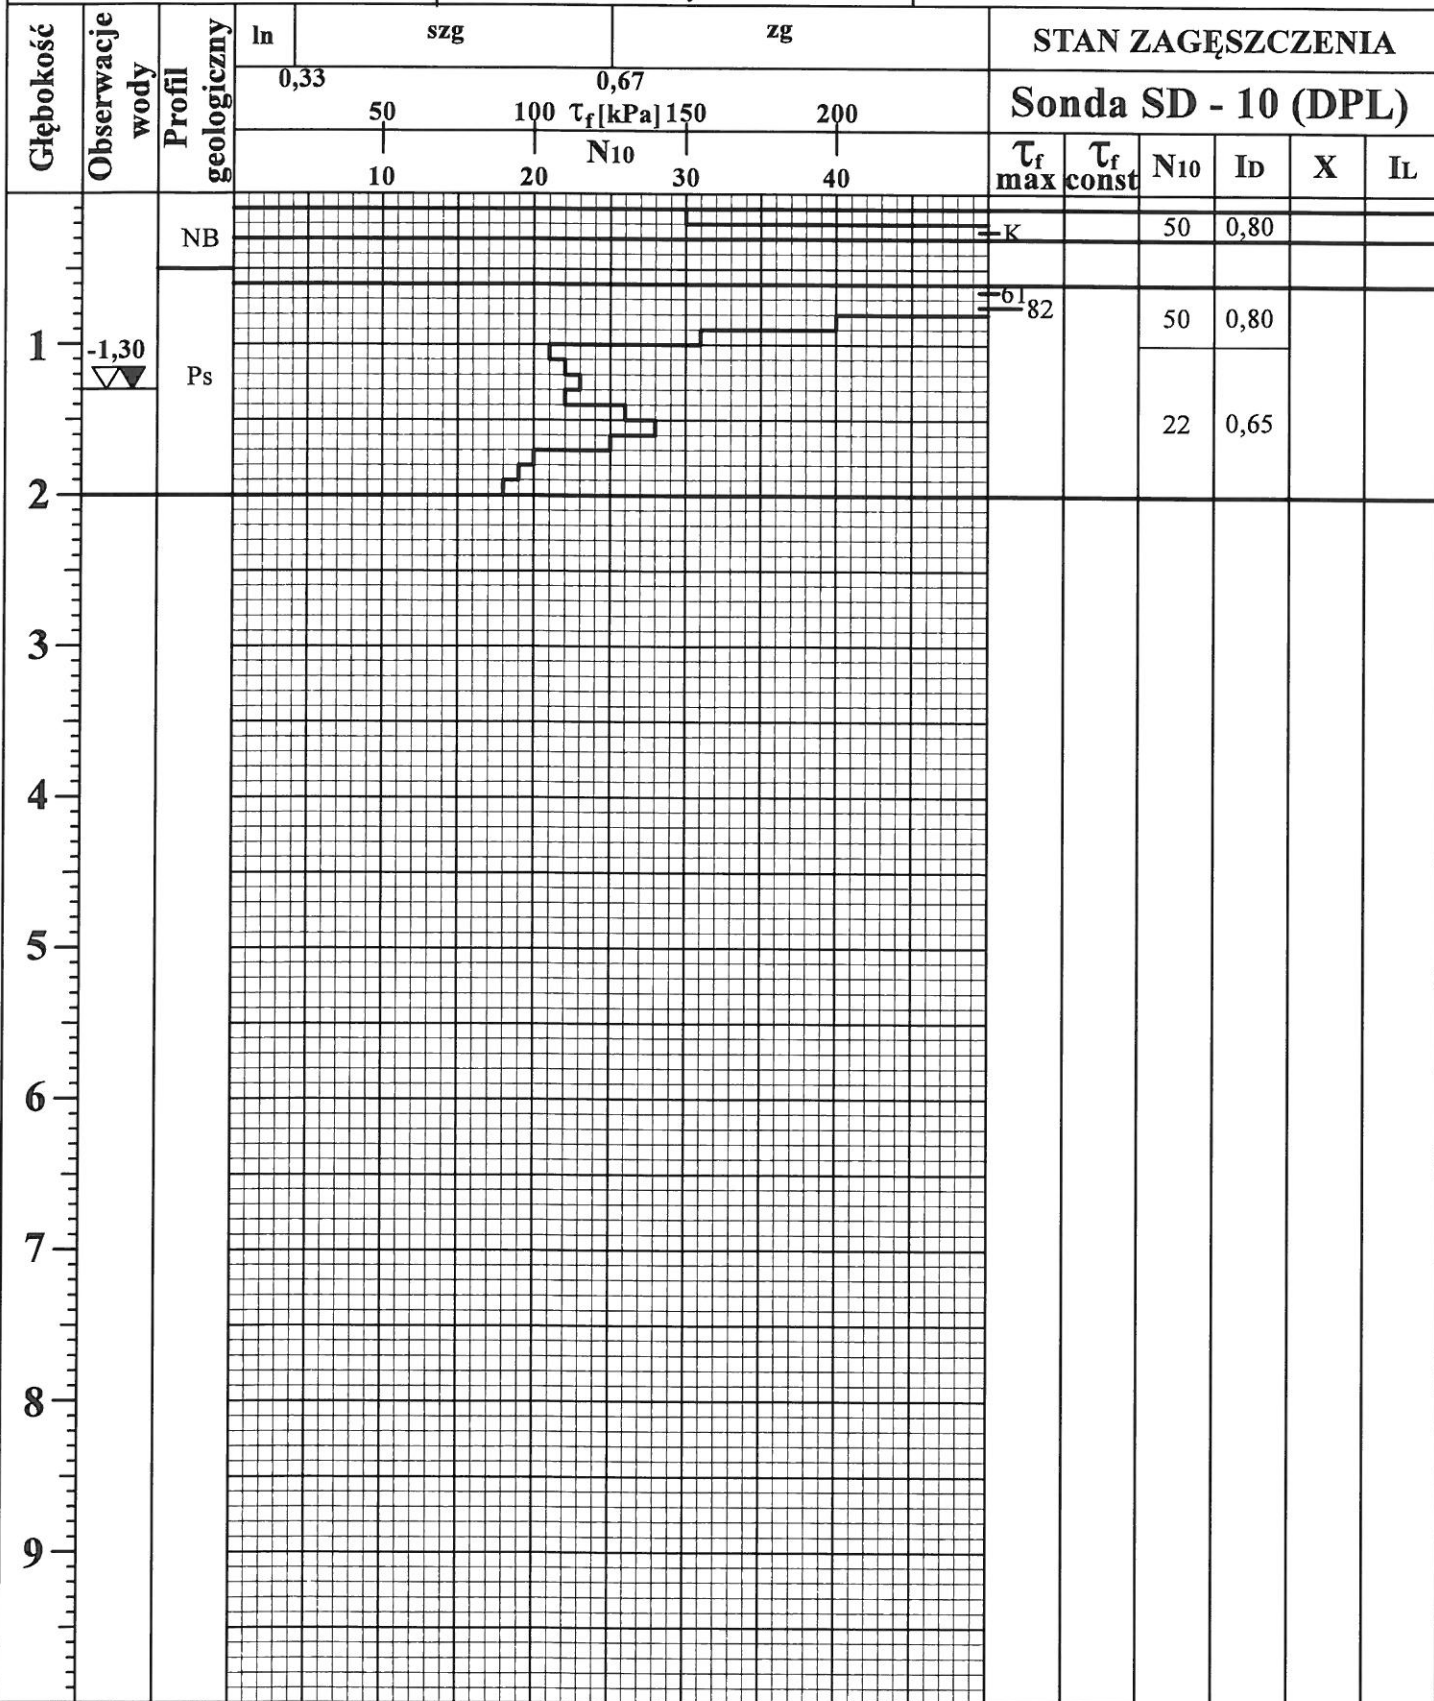 Głębokość
Obserwacje wody
Profil geologiczny
ln szg zg
0,33 0,67
50 100 τf [kPa] 150 200
N10
10 20 30 40
STAN ZAGĘSZCZENIA
Sonda SD - 10 (DPL)
τf max τf const N10 ID X IL
NB K 50 0,80
61
82
50 0,80
1
-1,30
Ps
22 0,65
2
3
4
5
6
7
8
9